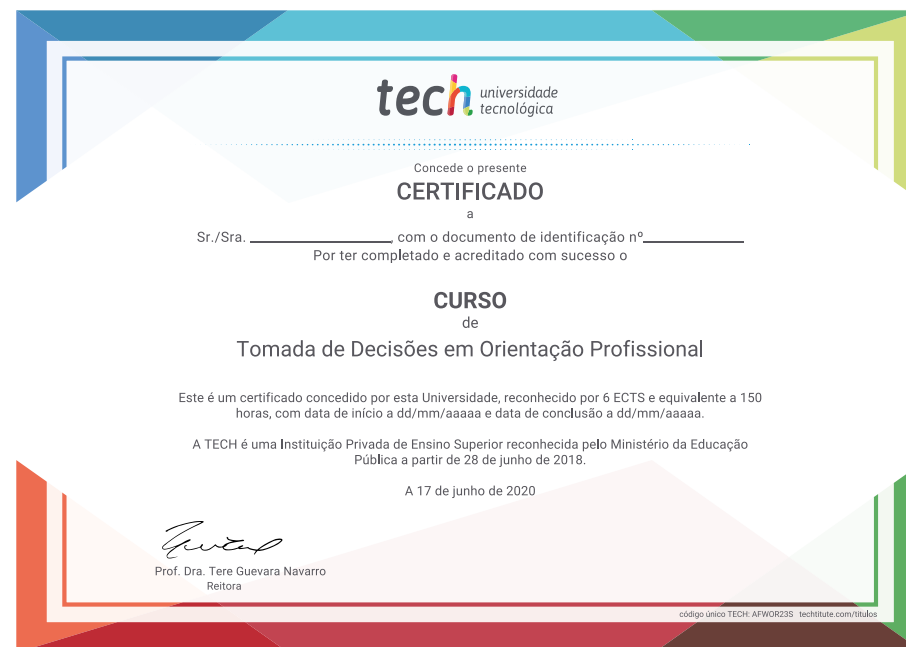 tech universidade
tecnológica
Concede o presente
CERTIFICADO
a
Sr./Sra. ____________________, com o documento de identificação nº______________
Por ter completado e acreditado com sucesso o
CURSO
de
Tomada de Decisões em Orientação Profissional
Este é um certificado concedido por esta Universidade, reconhecido por 6 ECTS e equivalente a 150
horas, com data de início a dd/mm/aaaaa e data de conclusão a dd/mm/aaaaa.
A TECH é uma Instituição Privada de Ensino Superior reconhecida pelo Ministério da Educação
Pública a partir de 28 de junho de 2018.
A 17 de junho de 2020
Prof. Dra. Tere Guevara Navarro
Reitora
código único TECH: AFWOR23S techtitute.com/titulos